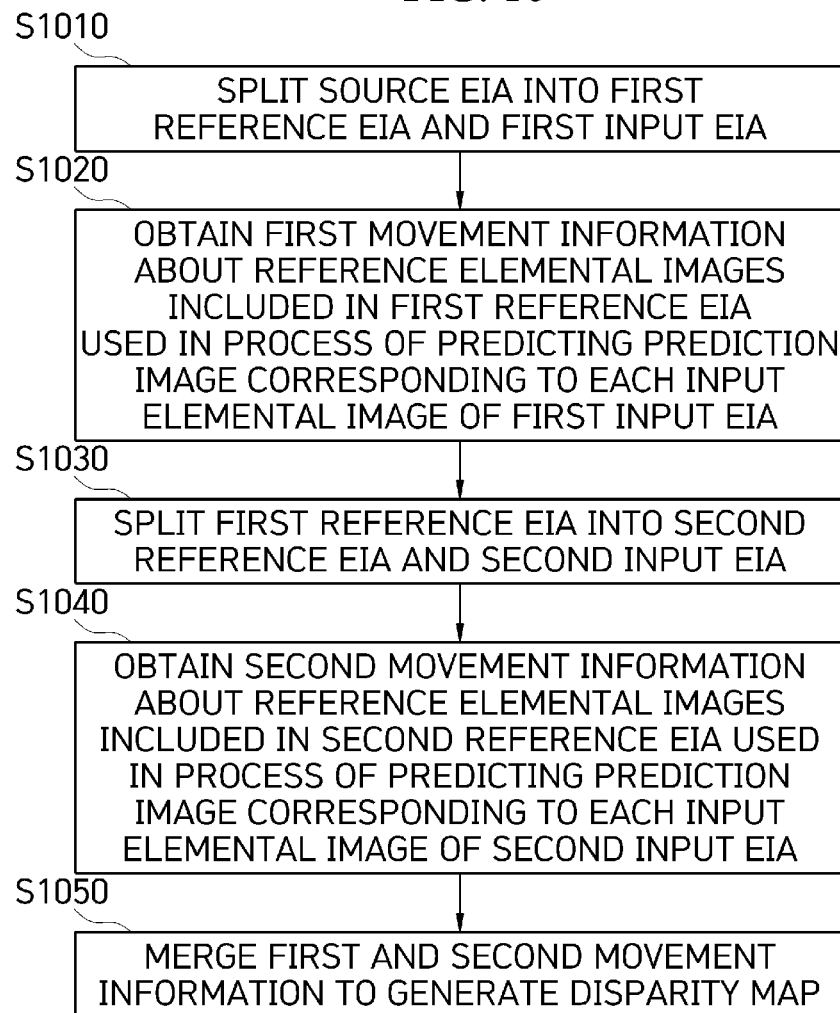 S1010
SPLIT SOURCE EIA INTO FIRST
REFERENCE EIA AND FIRST INPUT EIA
S1020
OBTAIN FIRST MOVEMENT INFORMATION
ABOUT REFERENCE ELEMENTAL IMAGES
INCLUDED IN FIRST REFERENCE EIA
USED IN PROCESS OF PREDICTING PREDICTION
IMAGE CORRESPONDING TO EACH INPUT
ELEMENTAL IMAGE OF FIRST INPUT EIA
S1030
SPLIT FIRST REFERENCE EIA INTO SECOND
REFERENCE EIA AND SECOND INPUT EIA
S1040
OBTAIN SECOND MOVEMENT INFORMATION
ABOUT REFERENCE ELEMENTAL IMAGES
INCLUDED IN SECOND REFERENCE EIA USED
IN PROCESS OF PREDICTING PREDICTION
IMAGE CORRESPONDING TO EACH INPUT
ELEMENTAL IMAGE OF SECOND INPUT EIA
S1050
MERGE FIRST AND SECOND MOVEMENT
INFORMATION TO GENERATE DISPARITY MAP